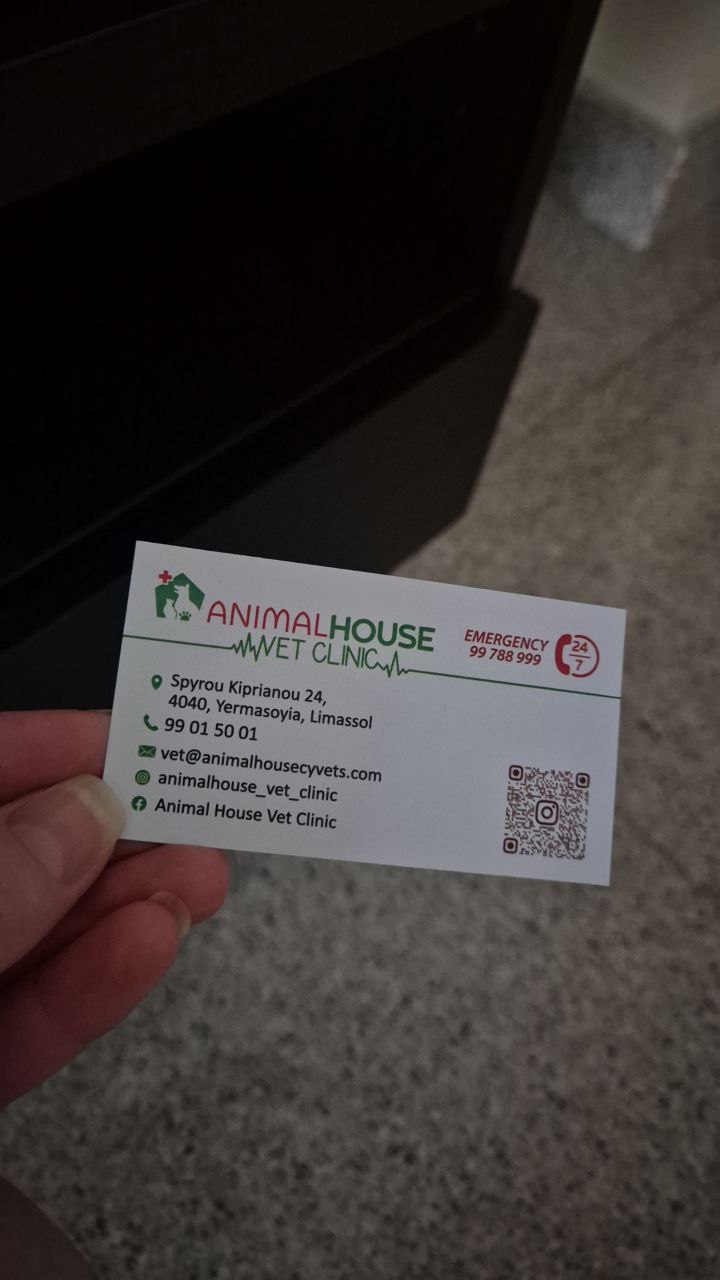 ANIMALHOUSE
VET CLINIC
EMERGENCY
99 788 999
24
7
Spyrou Kiprianou 24,
4040, Yermasoyia, Limassol
99 01 50 01
vet@animalhousecyvets.com
animalhouse_vet_clinic
Animal House Vet Clinic